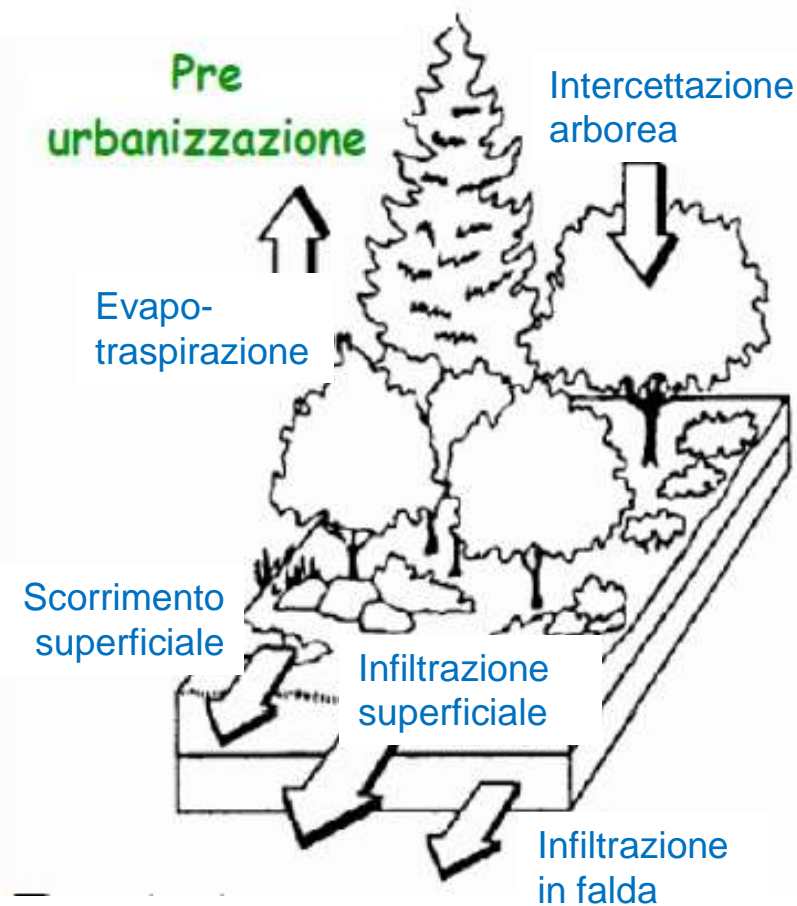 Pre
urbanizzazione
Intercettazione
arborea
Evapo-
traspirazione
Scorrimento
superficiale
Infiltrazione
superficiale
Infiltrazione
in falda